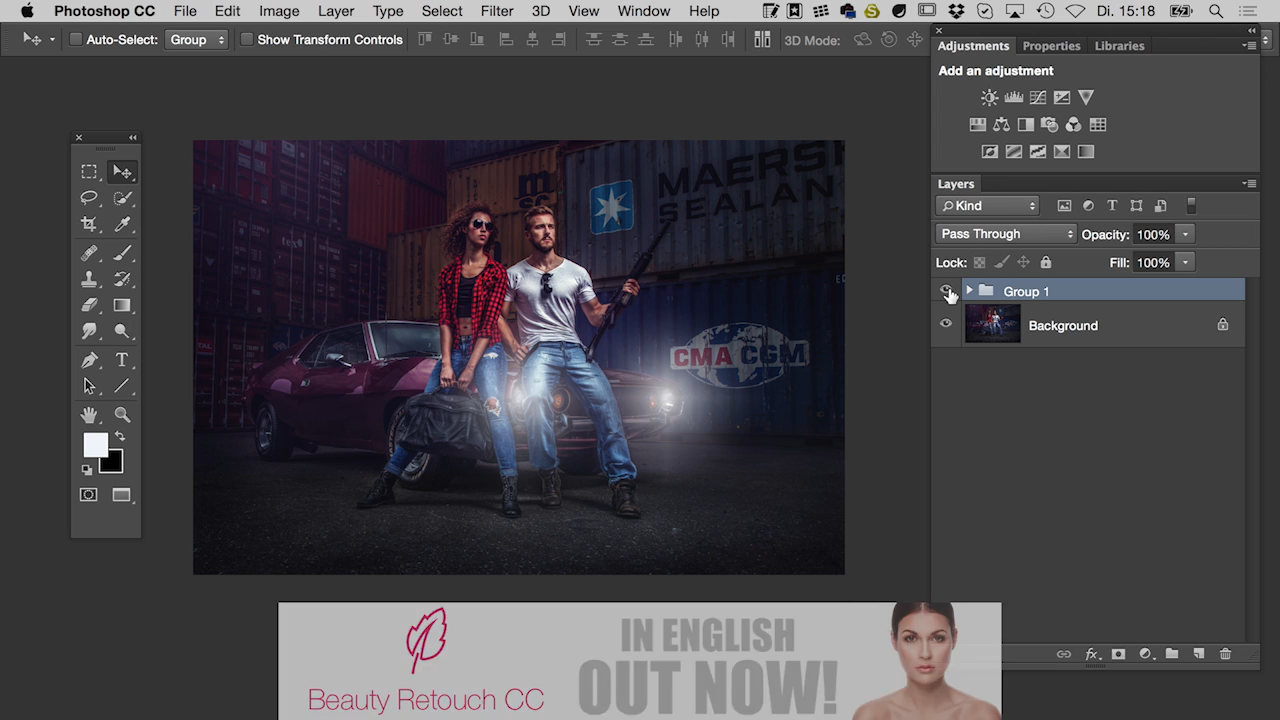 Photoshop CC File Edit Image Layer Type Select Filter 3D View Window Help Di. 15:18
Auto-Select: Group Show Transform Controls 3D Mode:
Adjustments Properties Libraries
Add an adjustment
Layers
Kind
Pass Through Opacity: 100%
Lock: Fill: 100%
Group 1
Background
MAERSK
SEALAN
m
SC
CMA CGM
IN ENGLISH
OUT NOW!
Beauty Retouch CC